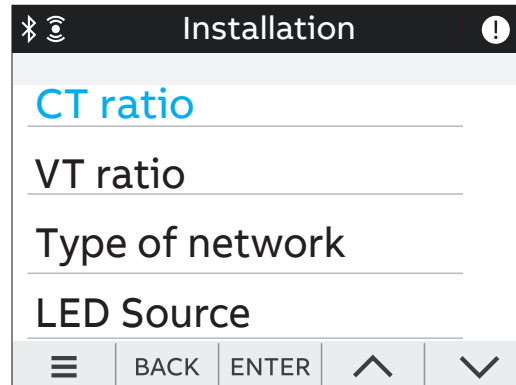 Installation
CT ratio
VT ratio
Type of network
LED Source
BACK ENTER